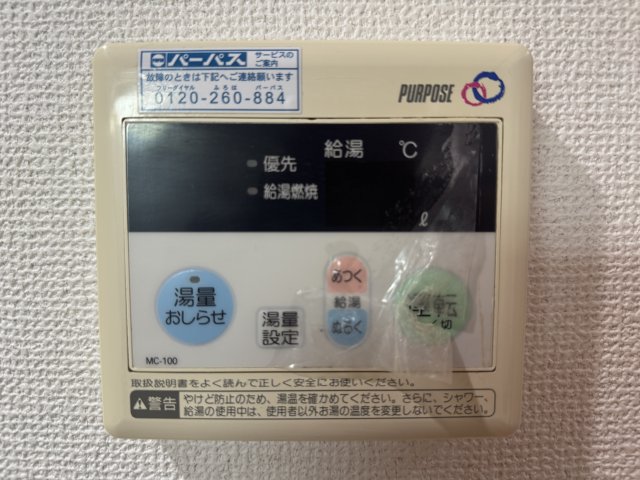 パーパス サービスのご案内
故障のときは下記へご連絡願います
フリーダイヤル ふろは パーパス
0120-260-884
PURPOSE
給湯 ℃
優先
給湯燃焼
ℓ
湯量
おしらせ
湯量
設定
あつく
給湯
ぬるく
運転
入/切
MC-100
取扱説明書をよく読んで正しく安全にお使いください。
警告 やけど防止のため、湯温を確かめてください。さらに、シャワー、
給湯の使用中は、使用者以外お湯の温度を変更しないでください。